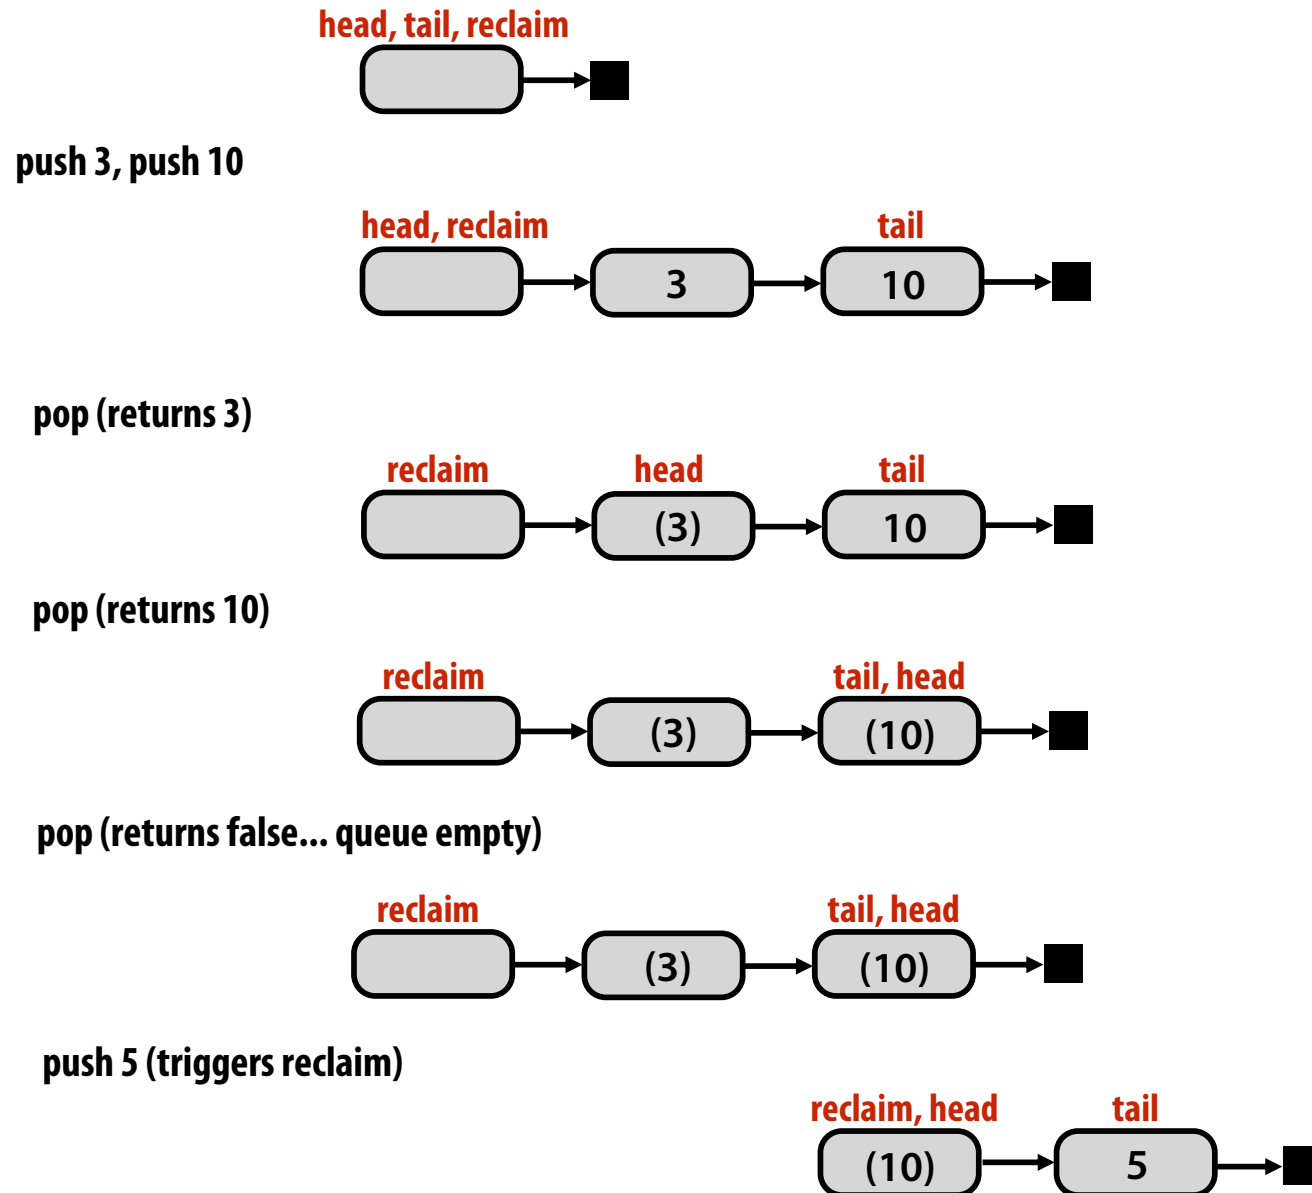 head, tail, reclaim
push 3, push 10
head, reclaim tail
3 10
pop (returns 3)
reclaim head tail
(3) 10
pop (returns 10)
reclaim tail, head
(3) (10)
pop (returns false... queue empty)
reclaim tail, head
(3) (10)
push 5 (triggers reclaim)
reclaim, head tail
(10) 5